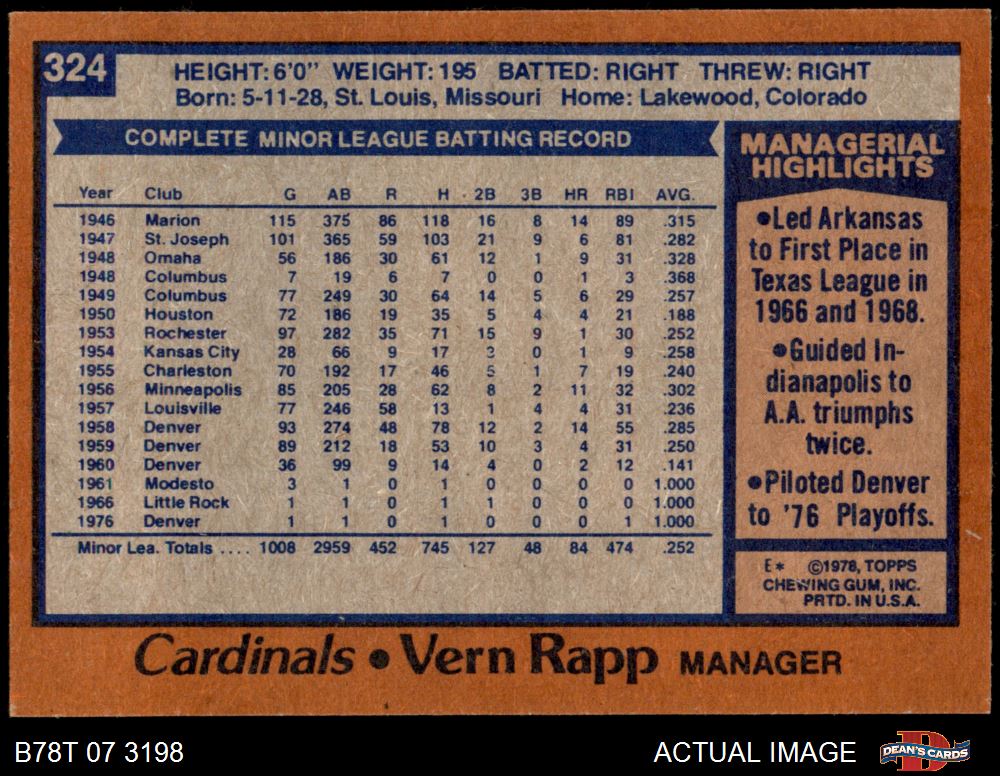 324
HEIGHT: 6'0" WEIGHT: 195 BATTED: RIGHT THREW: RIGHT
Born: 5-11-28, St. Louis, Missouri Home: Lakewood, Colorado
COMPLETE MINOR LEAGUE BATTING RECORD
Year Club G AB R H 2B 3B HR RBI AVG.
1946 Marion 115 375 86 118 16 8 14 89 .315
1947 St. Joseph 101 365 59 103 21 9 6 81 .282
1948 Omaha 56 186 30 61 12 1 9 31 .328
1948 Columbus 7 19 6 7 0 0 1 3 .368
1949 Columbus 77 249 30 64 14 5 6 29 .257
1950 Houston 72 186 19 35 5 4 4 21 .188
1953 Rochester 97 282 35 71 15 9 1 30 .252
1954 Kansas City 28 66 9 17 3 0 1 9 .258
1955 Charleston 70 192 17 46 5 1 7 19 .240
1956 Minneapolis 85 205 28 62 8 2 11 32 .302
1957 Louisville 77 246 58 13 1 4 4 31 .236
1958 Denver 93 274 48 78 12 2 14 55 .285
1959 Denver 89 212 18 53 10 3 4 31 .250
1960 Denver 36 99 9 14 4 0 2 12 .141
1961 Modesto 3 1 0 1 0 0 0 0 1.000
1966 Little Rock 1 1 0 1 1 0 0 0 1.000
1976 Denver 1 1 0 1 0 0 0 1 1.000
Minor Lea. Totals .... 1008 2959 452 745 127 48 84 474 .252
MANAGERIAL
HIGHLIGHTS
•Led Arkansas
to First Place in
Texas League in
1966 and 1968.
•Guided In-
dianapolis to
A.A. triumphs
twice.
•Piloted Denver
to '76 Playoffs.
E* ©1978, TOPPS
CHEWING GUM, INC.
PRTD. IN U.S.A.
Cardinals • Vern Rapp MANAGER
B78T 07 3198 ACTUAL IMAGE DEAN'S CARDS